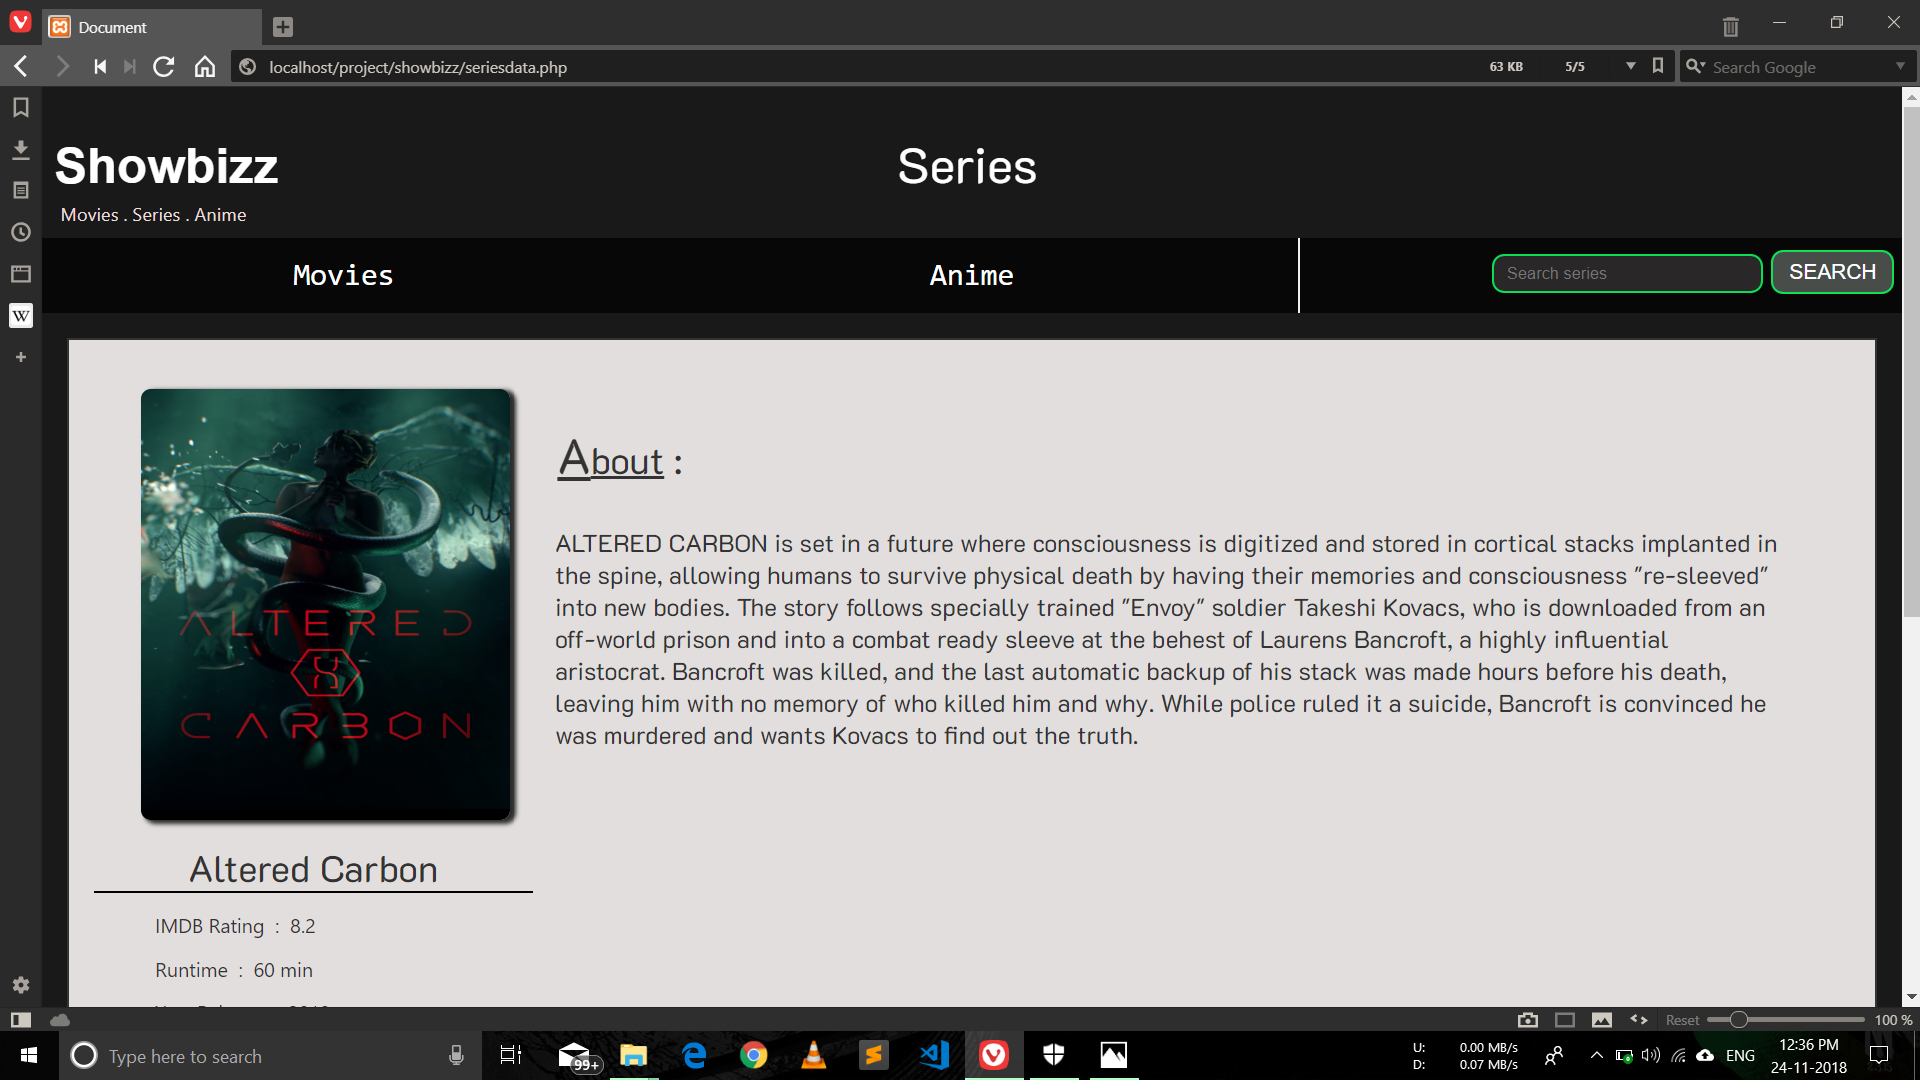 Document
localhost/project/showbizz/seriesdata.php
63 KB
5/5
Search Google
Showbizz
Movies . Series . Anime
Series
Movies
Anime
Search series
SEARCH
ALTERED
CARBON
About :
ALTERED CARBON is set in a future where consciousness is digitized and stored in cortical stacks implanted in
the spine, allowing humans to survive physical death by having their memories and consciousness "re-sleeved"
into new bodies. The story follows specially trained "Envoy" soldier Takeshi Kovacs, who is downloaded from an
off-world prison and into a combat ready sleeve at the behest of Laurens Bancroft, a highly influential
aristocrat. Bancroft was killed, and the last automatic backup of his stack was made hours before his death,
leaving him with no memory of who killed him and why. While police ruled it a suicide, Bancroft is convinced he
was murdered and wants Kovacs to find out the truth.
Altered Carbon
IMDB Rating : 8.2
Runtime : 60 min
Reset
100 %
Type here to search
99+
U: 0.00 MB/s
D: 0.07 MB/s
ENG
12:36 PM
24-11-2018